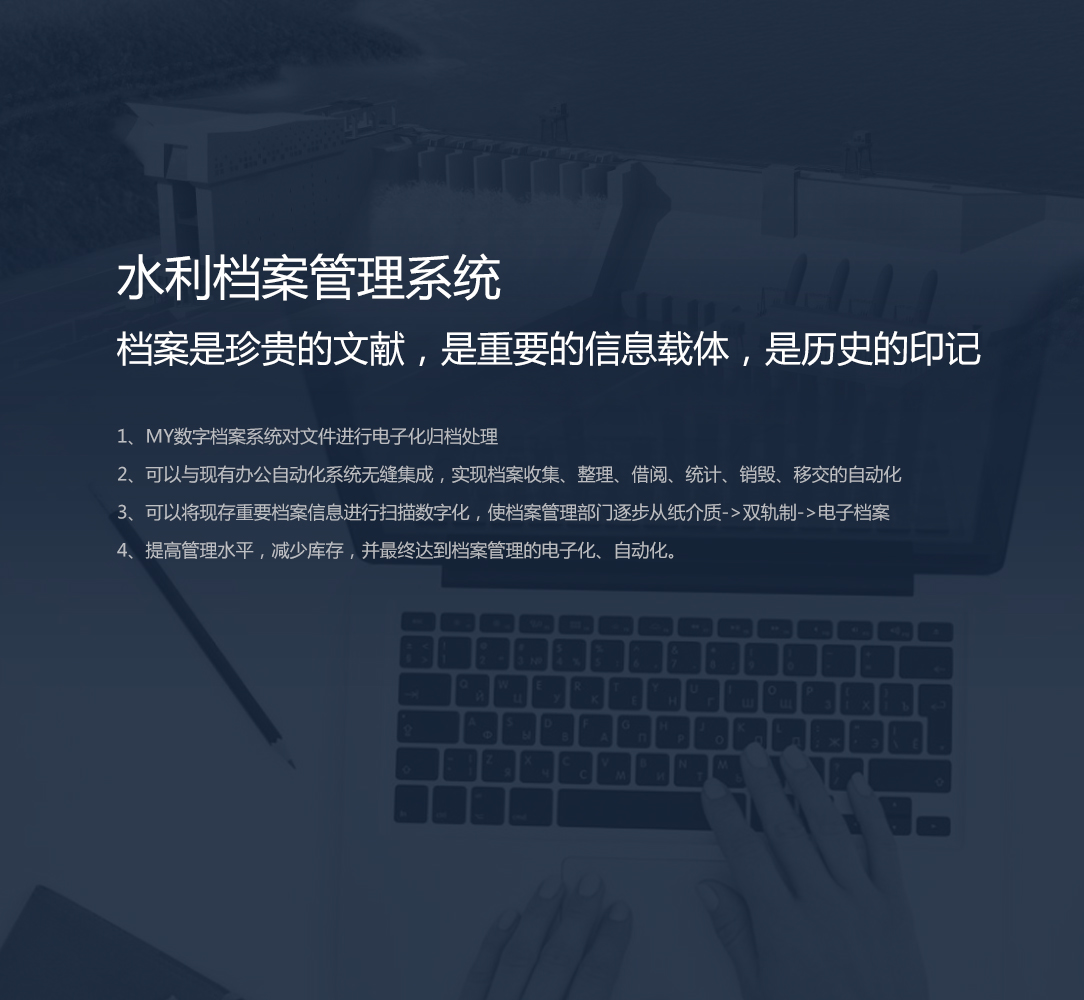 水利档案管理系统
档案是珍贵的文献，是重要的信息载体，是历史的印记
1、MY数字档案系统对文件进行电子化归档处理
2、可以与现有办公自动化系统无缝集成，实现档案收集、整理、借阅、统计、销毁、移交的自动化
3、可以将现存重要档案信息进行扫描数字化，使档案管理部门逐步从纸介质->双轨制->电子档案
4、提高管理水平，减少库存，并最终达到档案管理的电子化、自动化。